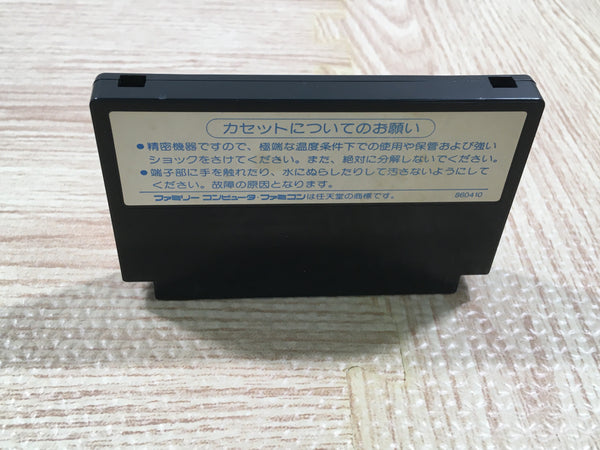 カセットについてのお願い
●精密機器ですので、極端な温度条件下での使用や保管および強い
ショックをさけてください。また、絶対に分解しないでください。
●端子部に手を触れたり、水にぬらしたりして汚さないようにして
ください。故障の原因となります。
ファミリー コンピュータ・ファミコンは任天堂の商標です。 860410